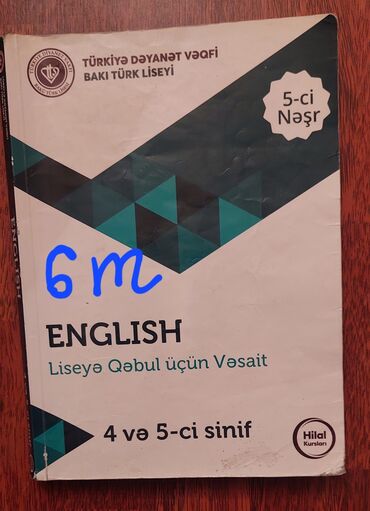 TÜRKİYƏ DƏYANƏT VƏQFİ
BAKI TÜRK LİSEYİ
5-ci
Nəşr
6 m
ENGLISH
Liseyə Qəbul üçün Vəsait
4 və 5-ci sinif
Hilal
Kursları